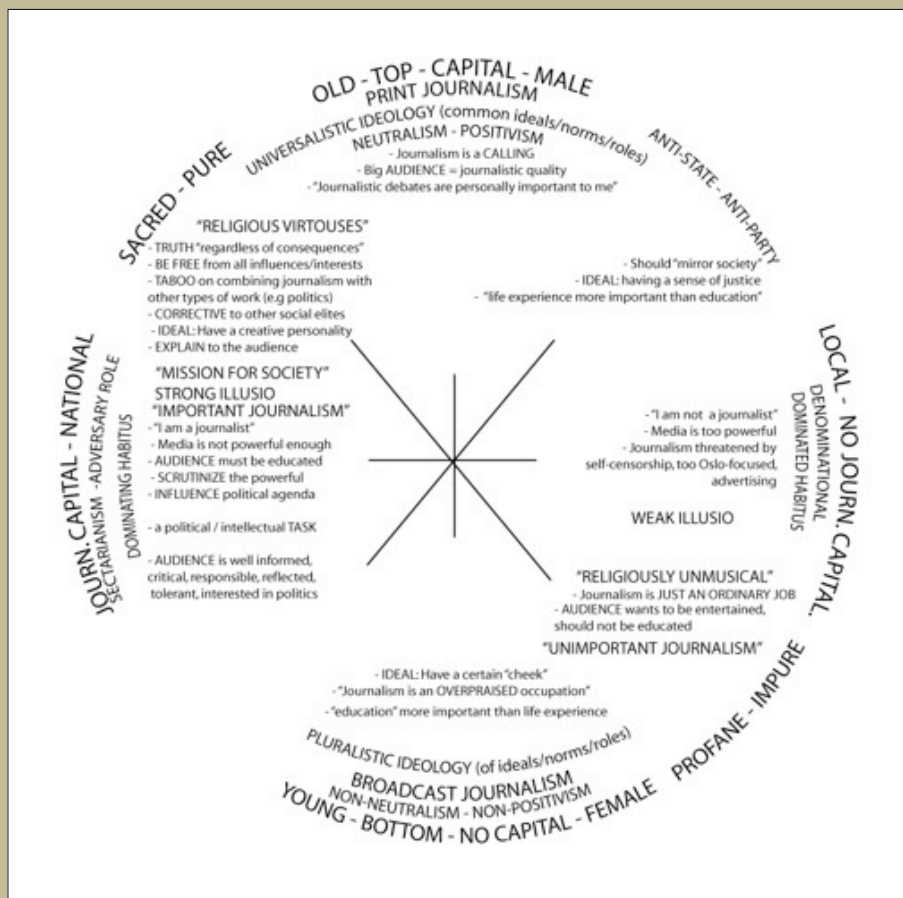 OLD - TOP - CAPITAL - MALE
PRINT JOURNALISM
UNIVERSALISTIC IDEOLOGY (common ideals/norms/roles)
NEUTRALISM - POSITIVISM
- Journalism is a CALLING
- Big AUDIENCE = journalistic quality
- "Journalistic debates are personally important to me"
ANTI-STATE - ANTI-PARTY
SACRED - PURE
"RELIGIOUS VIRTOUSES"
- TRUTH "regardless of consequences"
- BE FREE from all influences/interests
- TABOO on combining journalism with
other types of work (e.g politics)
- CORRECTIVE to other social elites
- IDEAL: Have a creative personality
- EXPLAIN to the audience
- Should "mirror society"
- IDEAL: having a sense of justice
- "life experience more important than education"
JOURN.CAPITAL - NATIONAL
SECTARIANISM - ADVERSARY ROLE
DOMINATING HABITUS
"MISSION FOR SOCIETY"
STRONG ILLUSIO
"IMPORTANT JOURNALISM"
- "I am a journalist"
- Media is not powerful enough
- AUDIENCE must be educated
- SCRUTINIZE the powerful
- INFLUENCE political agenda
- a political / intellectual TASK
- AUDIENCE is well informed,
critical, responsible, reflected,
tolerant, interested in politics
LOCAL - NO JOURN.CAPITAL.
DENOMINATIONAL
DOMINATED HABITUS
- "I am not a journalist"
- Media is too powerful
- Journalism threatened by
self-censorship, too Oslo-focused,
advertising
WEAK ILLUSIO
"RELIGIOUSLY UNMUSICAL"
- Journalism is JUST AN ORDINARY JOB
- AUDIENCE wants to be entertained,
should not be educated
"UNIMPORTANT JOURNALISM"
PROFANE - IMPURE
- IDEAL: Have a certain "cheek"
- "Journalism is an OVERPRAISED occupation"
- "education" more important than life experience
PLURALISTIC IDEOLOGY (of ideals/norms/roles)
BROADCAST JOURNALISM
NON-NEUTRALISM - NON-POSITIVISM
YOUNG - BOTTOM - NO CAPITAL - FEMALE